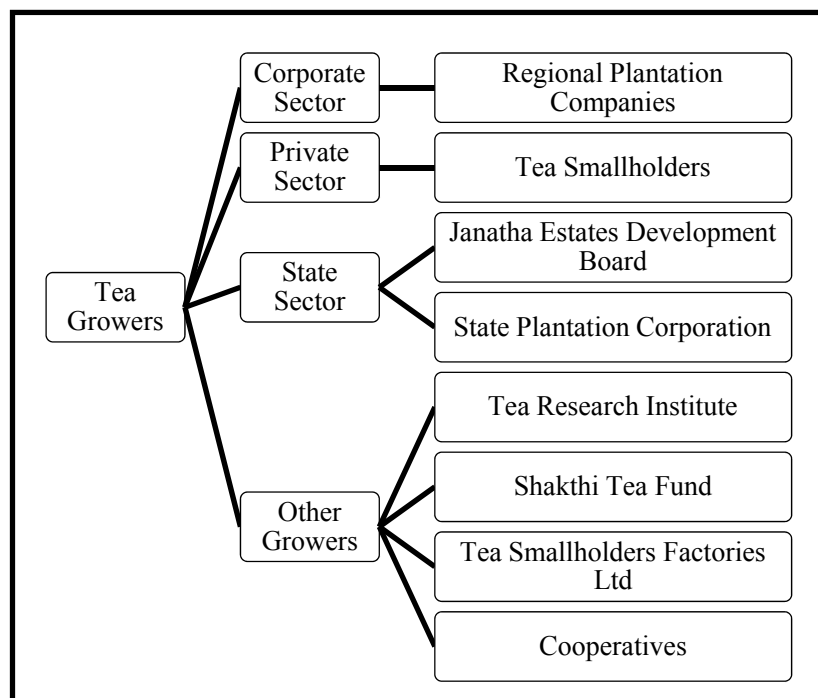 Tea
Growers
Corporate
Sector
Regional Plantation
Companies
Private
Sector
Tea Smallholders
State
Sector
Janatha Estates Development
Board
State Plantation Corporation
Other
Growers
Tea Research Institute
Shakthi Tea Fund
Tea Smallholders Factories
Ltd
Cooperatives